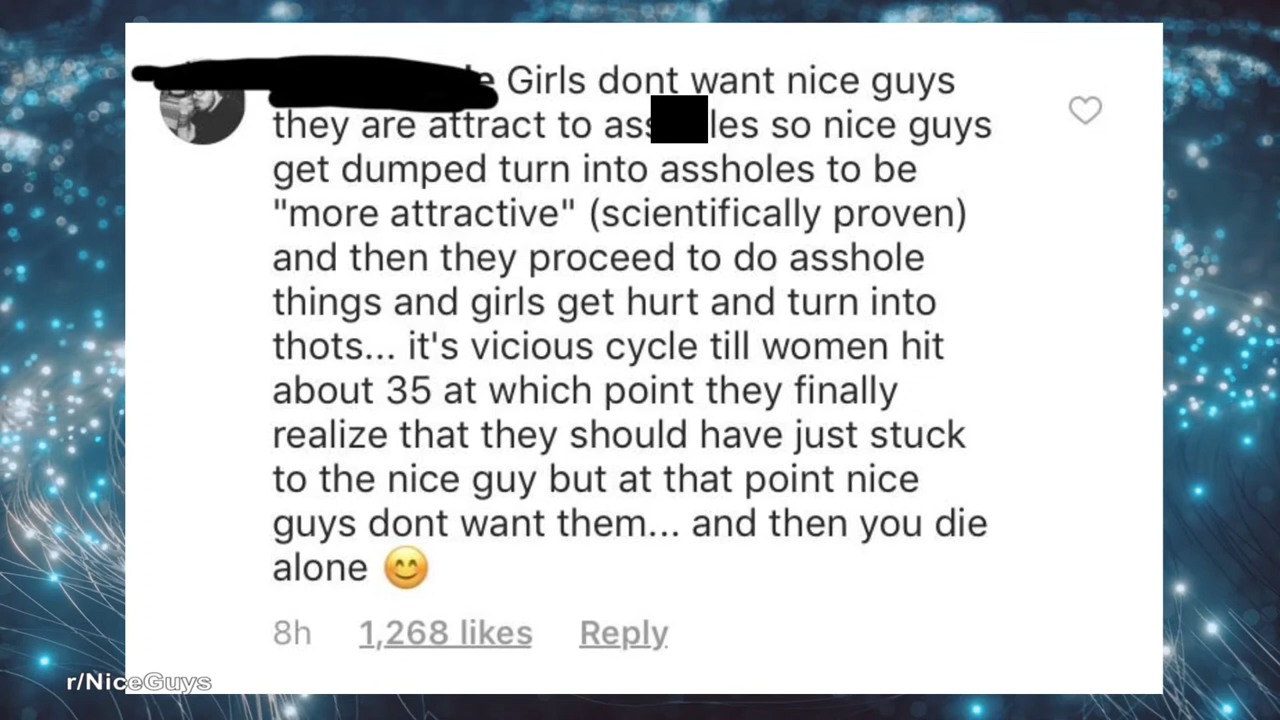 Girls dont want nice guys
they are attract to ass les so nice guys
get dumped turn into assholes to be
"more attractive" (scientifically proven)
and then they proceed to do asshole
things and girls get hurt and turn into
thots... it's vicious cycle till women hit
about 35 at which point they finally
realize that they should have just stuck
to the nice guy but at that point nice
guys dont want them... and then you die
alone 😊
8h 1,268 likes Reply
r/NiceGuys